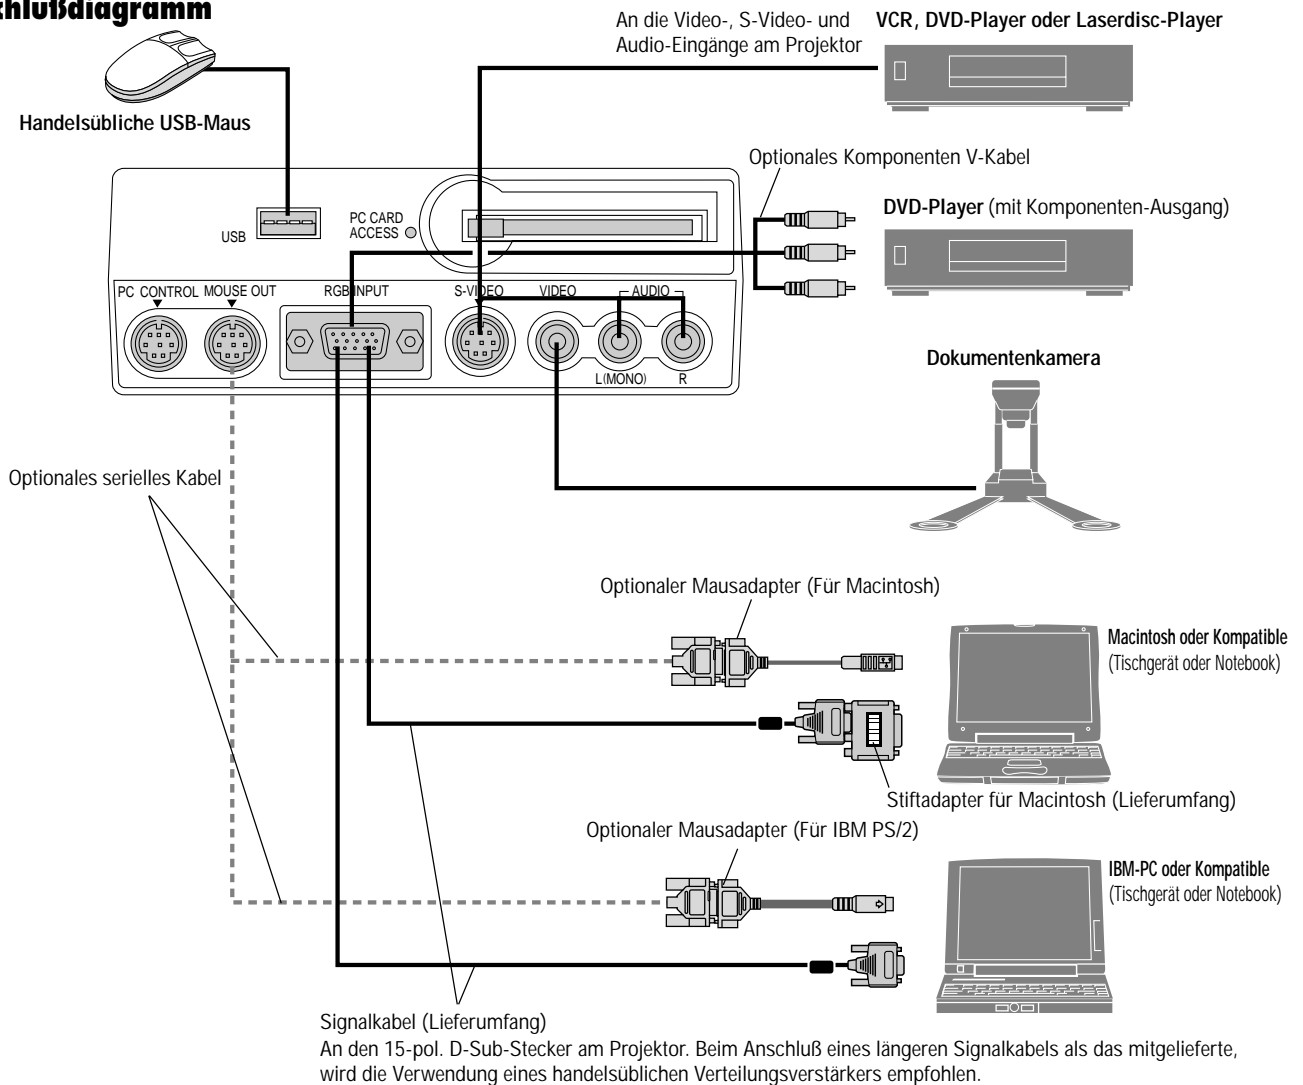 An die Video-, S-Video- und
Audio-Eingänge am Projektor
VCR, DVD-Player oder Laserdisc-Player
Handelsübliche USB-Maus
Optionales Komponenten V-Kabel
DVD-Player (mit Komponenten-Ausgang)
USB
PC CARD
ACCESS
PC CONTROL
MOUSE OUT
RGB INPUT
S-VIDEO
VIDEO
AUDIO
L(MONO)
R
Dokumentenkamera
Optionales serielles Kabel
Optionaler Mausadapter (Für Macintosh)
Macintosh oder Kompatible
(Tischgerät oder Notebook)
Stiftadapter für Macintosh (Lieferumfang)
Optionaler Mausadapter (Für IBM PS/2)
IBM-PC oder Kompatible
(Tischgerät oder Notebook)
Signalkabel (Lieferumfang)
An den 15-pol. D-Sub-Stecker am Projektor. Beim Anschluß eines längeren Signalkabels als das mitgelieferte,
wird die Verwendung eines handelsüblichen Verteilungsverstärkers empfohlen.